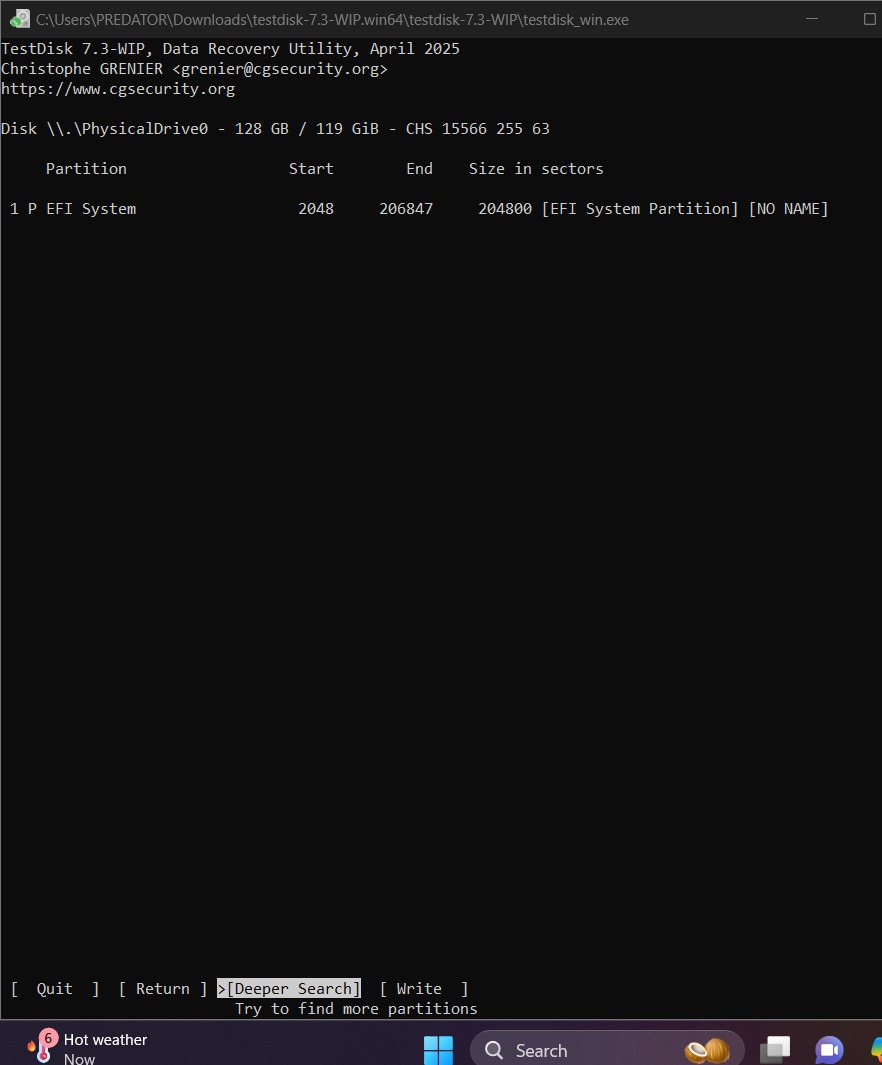 C:\Users\PREDATOR\Downloads\testdisk-7.3-WIP.win64\testdisk-7.3-WIP\testdisk_win.exe
TestDisk 7.3-WIP, Data Recovery Utility, April 2025
Christophe GRENIER <grenier@cgsecurity.org>
https://www.cgsecurity.org
Disk \\.\PhysicalDrive0 - 128 GB / 119 GiB - CHS 15566 255 63
Partition Start End Size in sectors
1 P EFI System 2048 206847 204800 [EFI System Partition] [NO NAME]
[ Quit ] [ Return ] >[Deeper Search] [ Write ]
Try to find more partitions
6
Hot weather
Now
Search